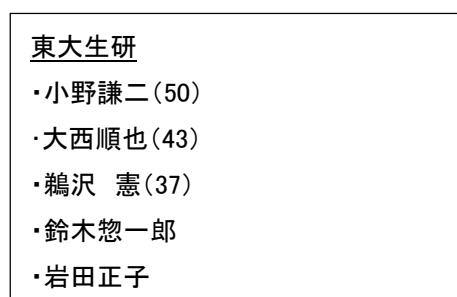 東大生研
・小野謙二(50)
・大西順也(43)
・鵜沢　憲(37)
・鈴木惣一郎
・岩田正子